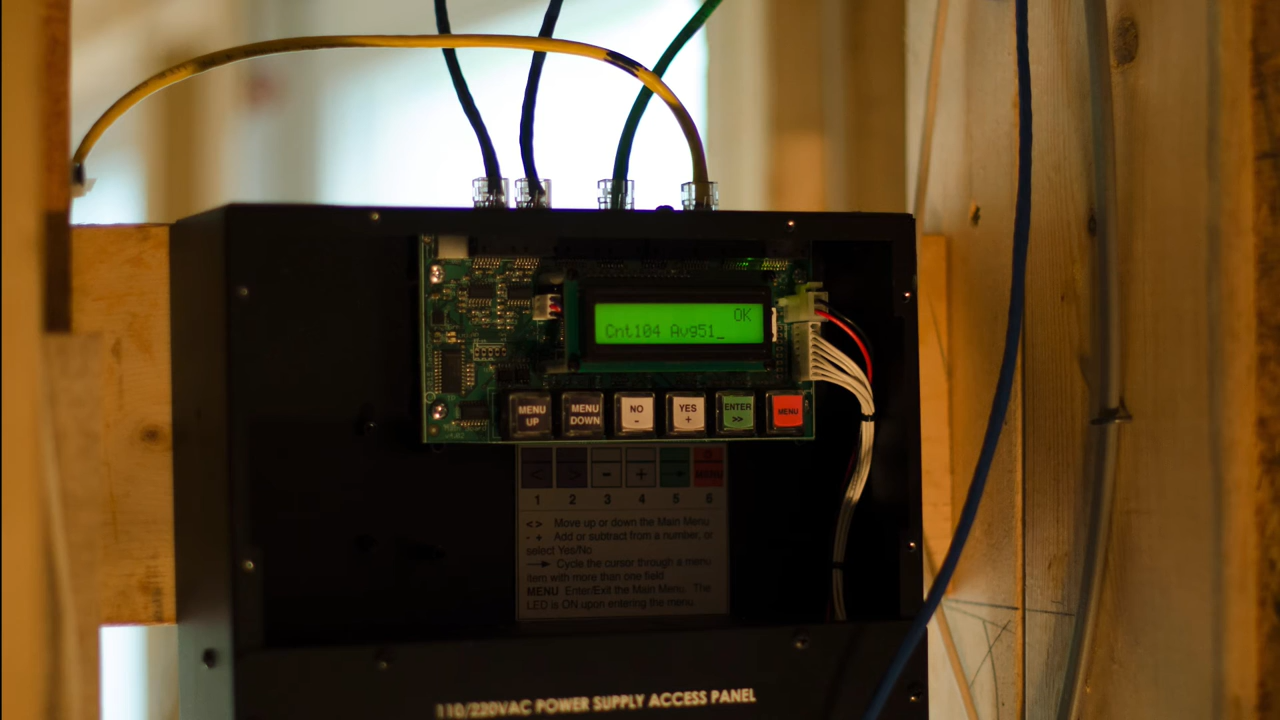 OK
Cnt104 Avg51_
MENU UP
MENU DOWN
NO -
YES +
ENTER >>
MENU
< > - + → MENU
1 2 3 4 5 6
< > Move up or down the Main Menu
- + Add or subtract from a number, or
select Yes/No
→ Cycle the cursor through a menu
item with more than one field
MENU Enter/Exit the Main Menu. The
LED is ON upon entering the menu
110/220VAC POWER SUPPLY ACCESS PANEL